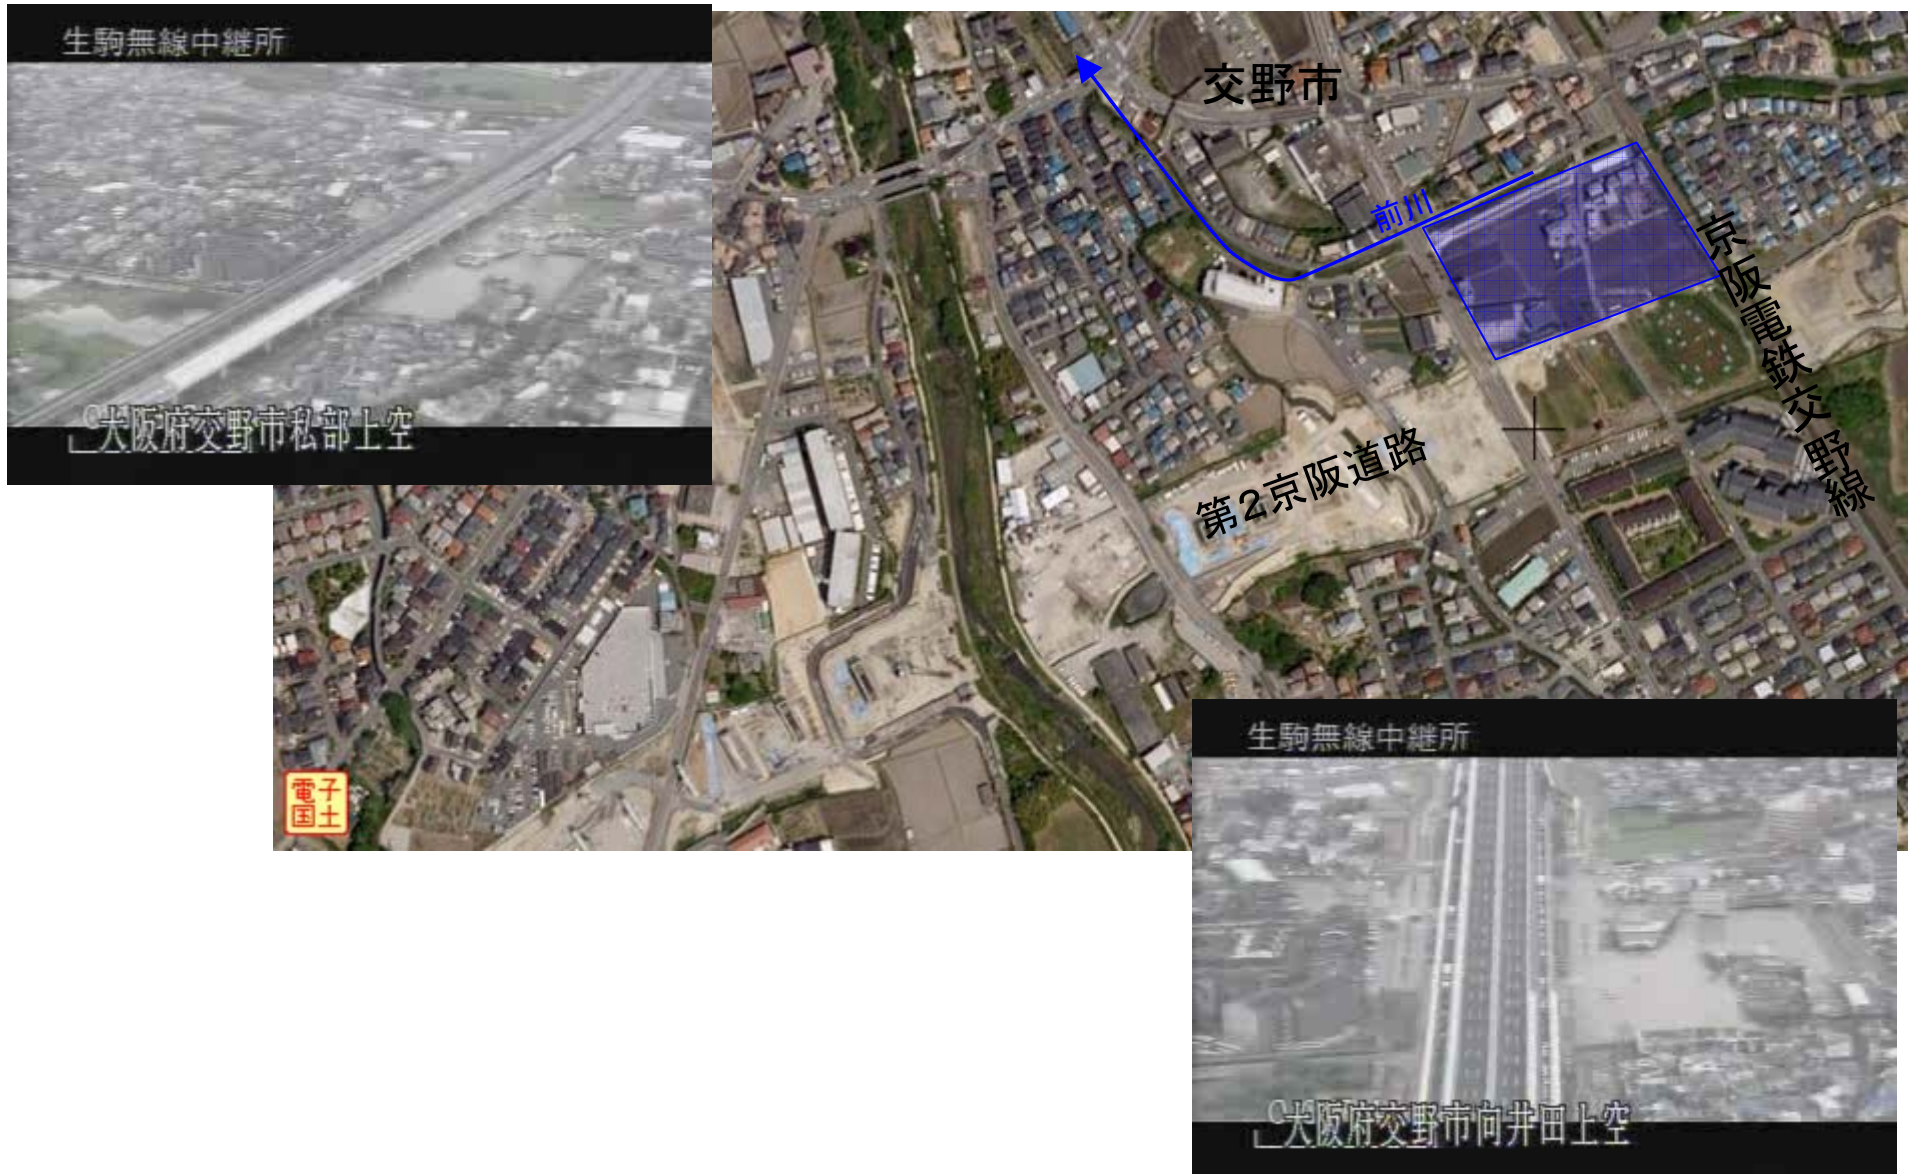 生駒無線中継所
大阪府交野市私部上空
交野市
前川
京阪電鉄交野線
第2京阪道路
電子
国土
生駒無線中継所
大阪府交野市向井田上空